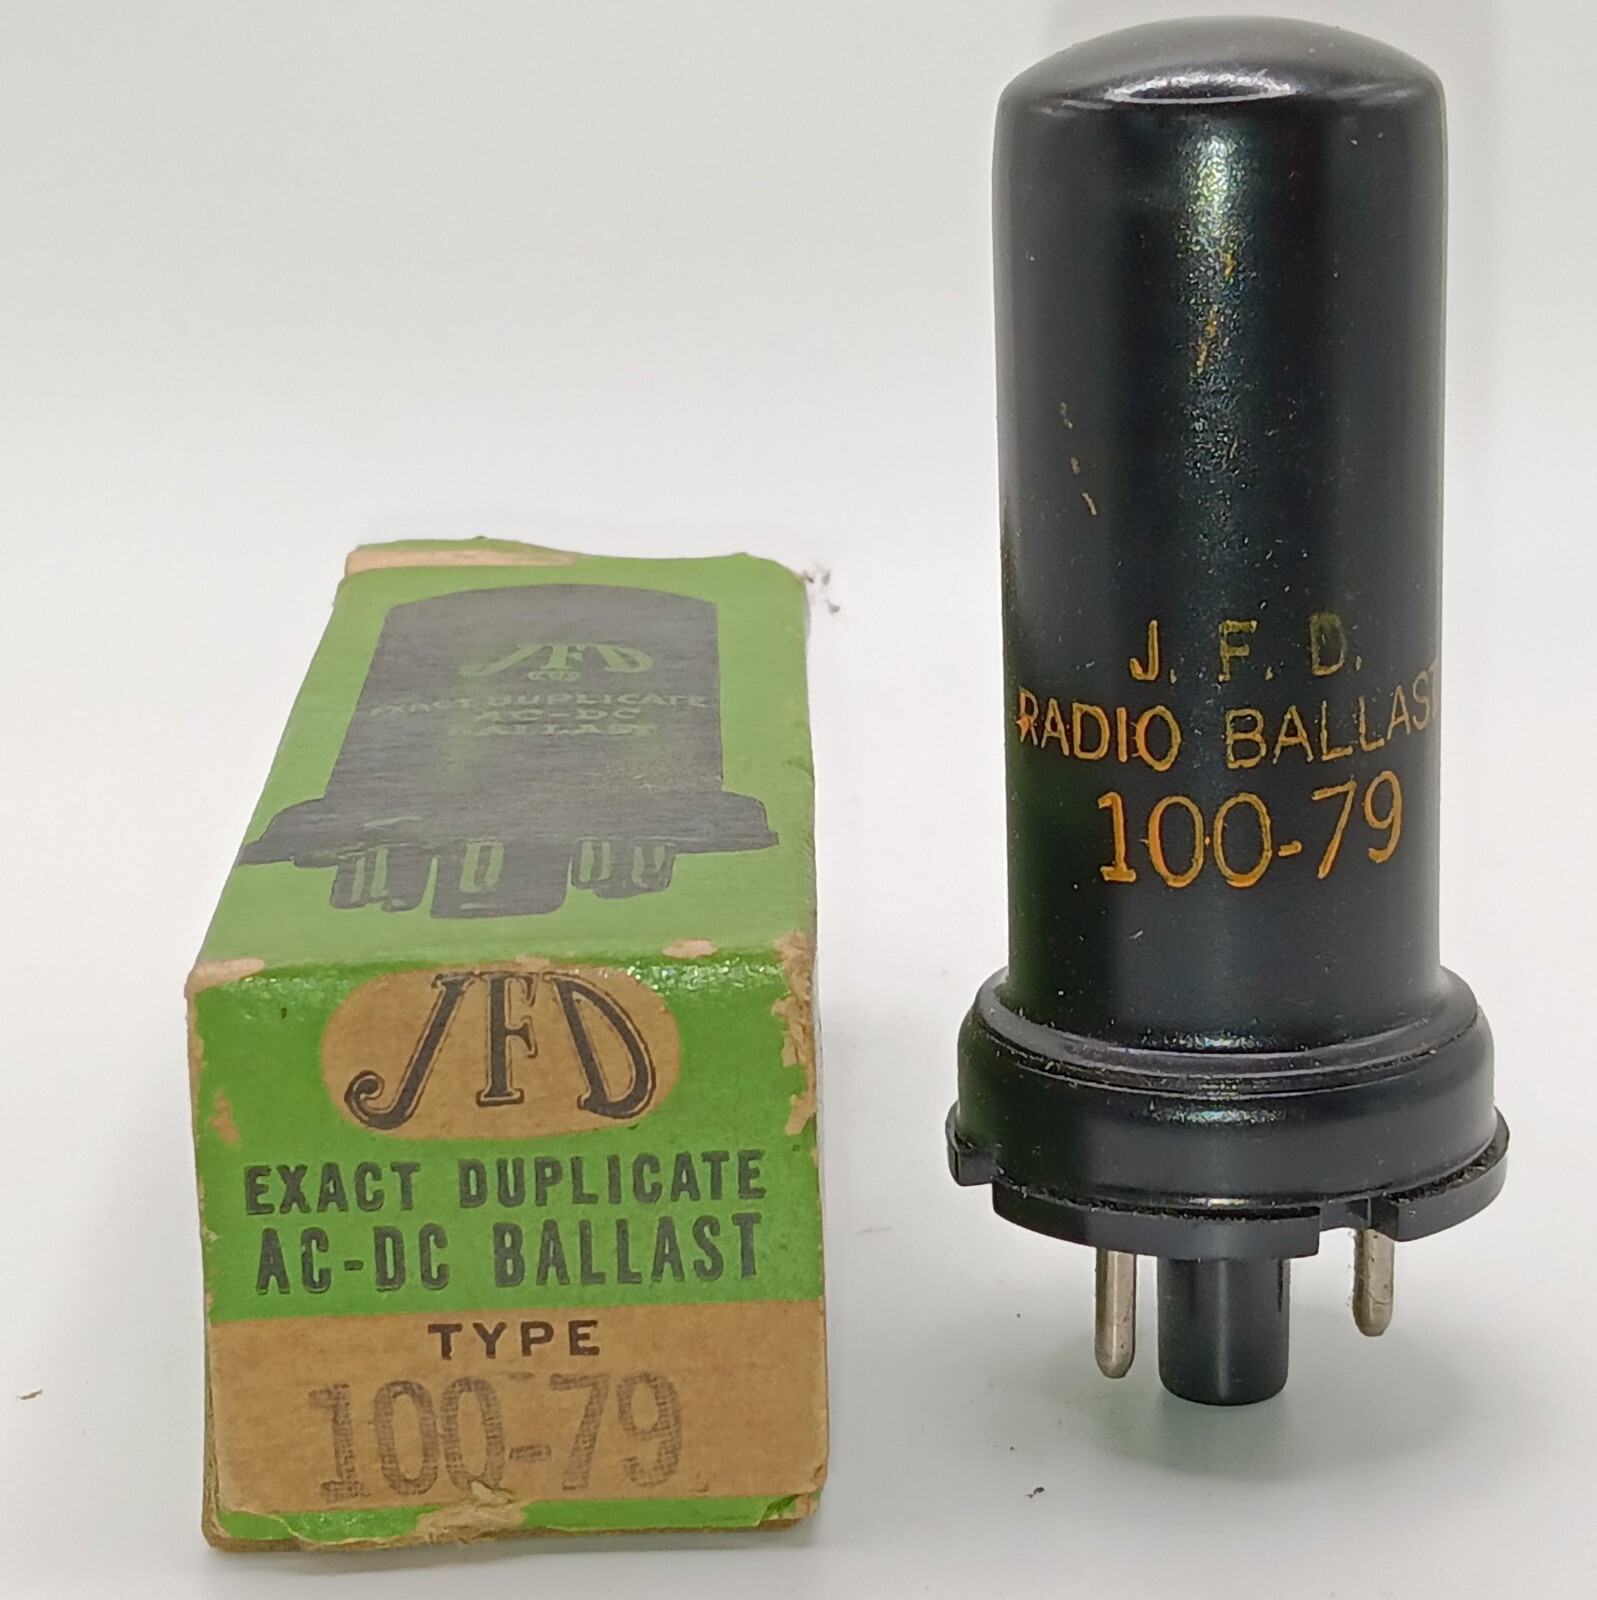 JFD
EXACT DUPLICATE
AC-DC
BALLAST
JFD
EXACT DUPLICATE
AC-DC BALLAST
TYPE
100-79
J. F. D.
RADIO BALLAST
100-79